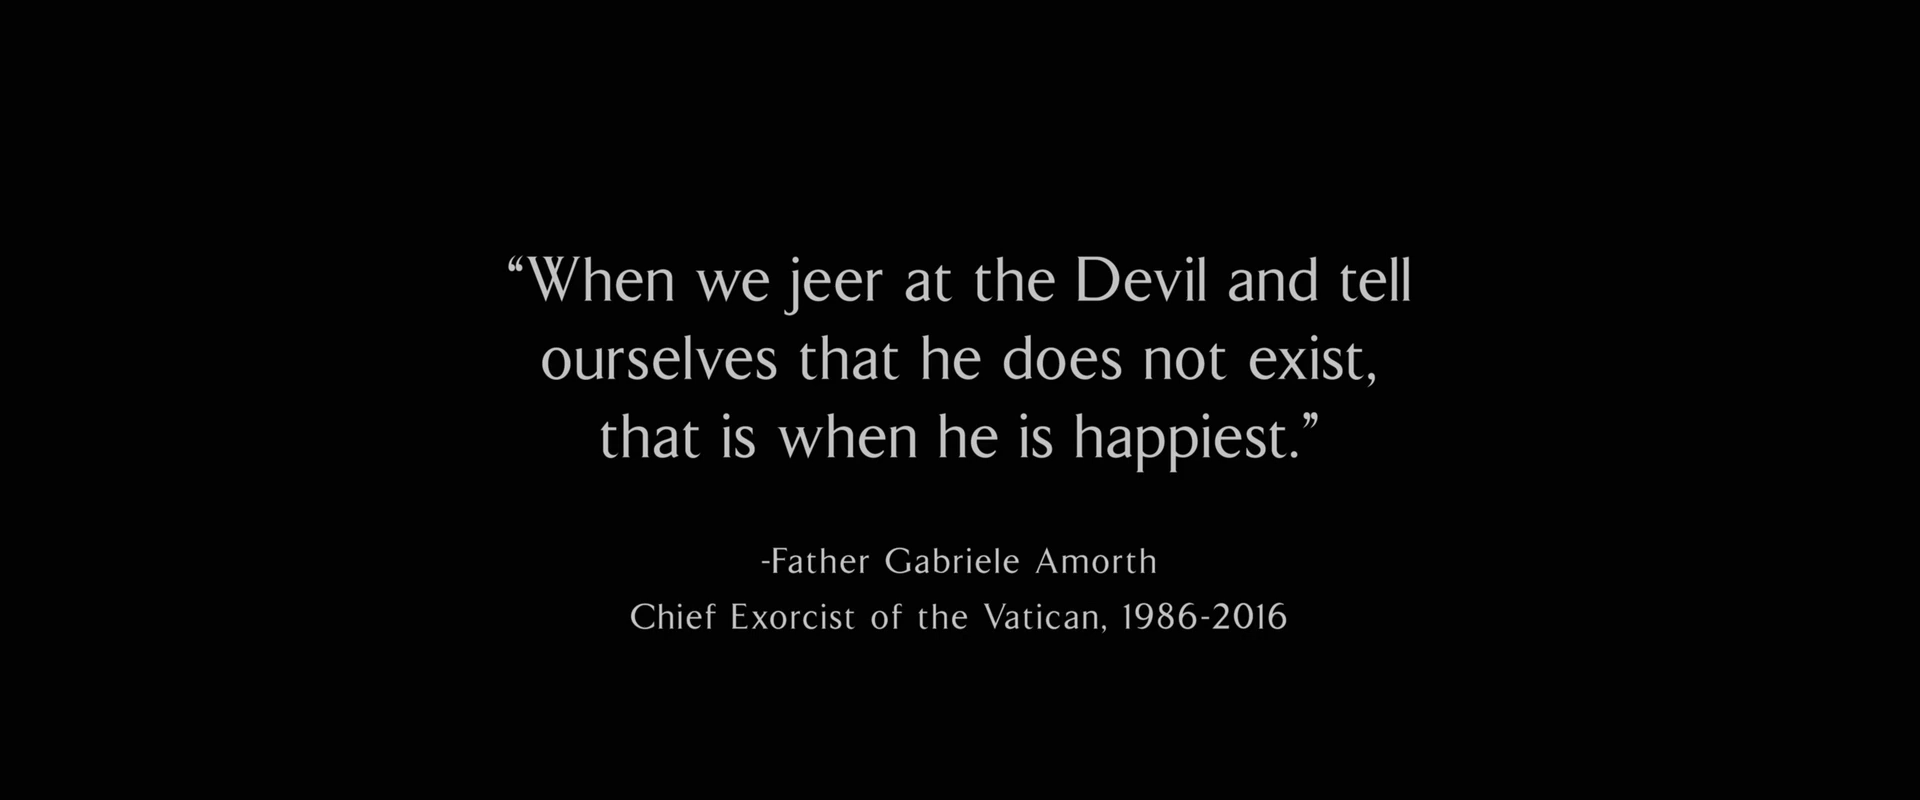 “When we jeer at the Devil and tell
ourselves that he does not exist,
that is when he is happiest.”
-Father Gabriele Amorth
Chief Exorcist of the Vatican, 1986-2016